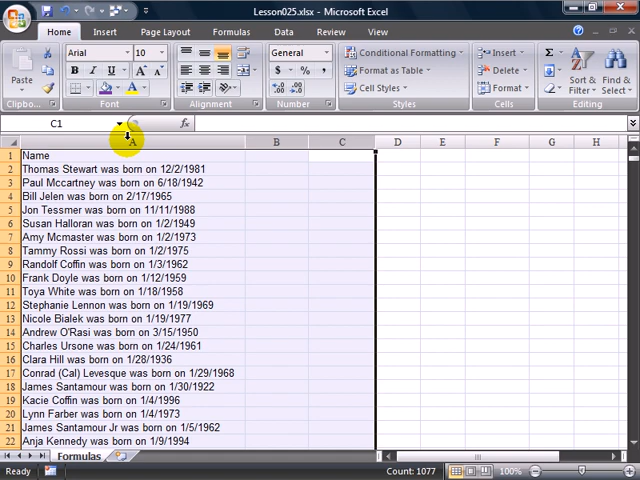 Lesson025.xlsx - Microsoft Excel
Home Insert Page Layout Formulas Data Review View
Paste Arial 10 General Conditional Formatting Insert Σ
B I U A A $ % , Format as Table Delete Sort & Filter Find & Select
A .0 .00 .00 .0 Cell Styles Format
Clipbo... Font Alignment Number Styles Cells Editing
C1 fx
A B C D E F G H
1 Name
2 Thomas Stewart was born on 12/2/1981
3 Paul Mccartney was born on 6/18/1942
4 Bill Jelen was born on 2/17/1965
5 Jon Tessmer was born on 11/11/1988
6 Susan Halloran was born on 1/2/1949
7 Amy Mcmaster was born on 1/2/1973
8 Tammy Rossi was born on 1/2/1975
9 Randolf Coffin was born on 1/3/1962
10 Frank Doyle was born on 1/12/1959
11 Toya White was born on 1/18/1958
12 Stephanie Lennon was born on 1/19/1969
13 Nicole Bialek was born on 1/19/1977
14 Andrew O'Rasi was born on 3/15/1950
15 Charles Ursone was born on 1/24/1961
16 Clara Hill was born on 1/28/1936
17 Conrad (Cal) Levesque was born on 1/29/1968
18 James Santamour was born on 1/30/1922
19 Kacie Coffin was born on 1/4/1996
20 Lynn Farber was born on 1/4/1973
21 James Santamour Jr was born on 1/5/1962
22 Anja Kennedy was born on 1/9/1994
Formulas
Ready Count: 1077 100%